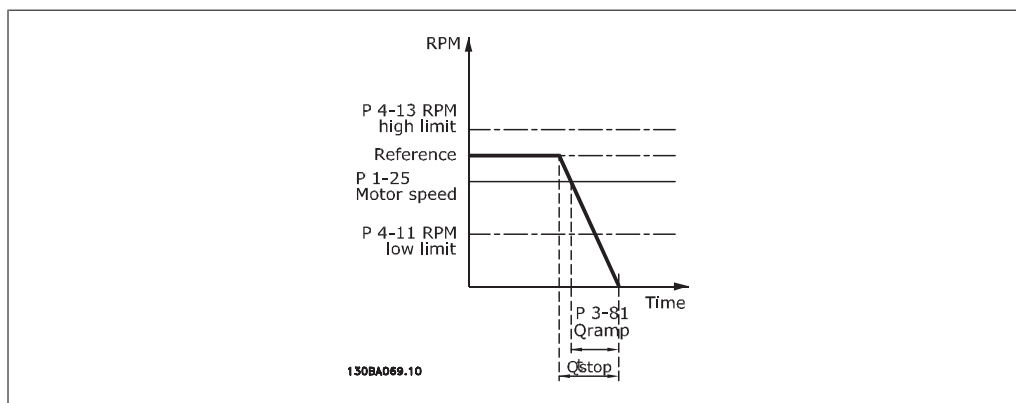 RPM
P 4-13 RPM
high limit
Reference
P 1-25
Motor speed
P 4-11 RPM
low limit
Time
P 3-81
Qramp
Qstop
130BA069.10